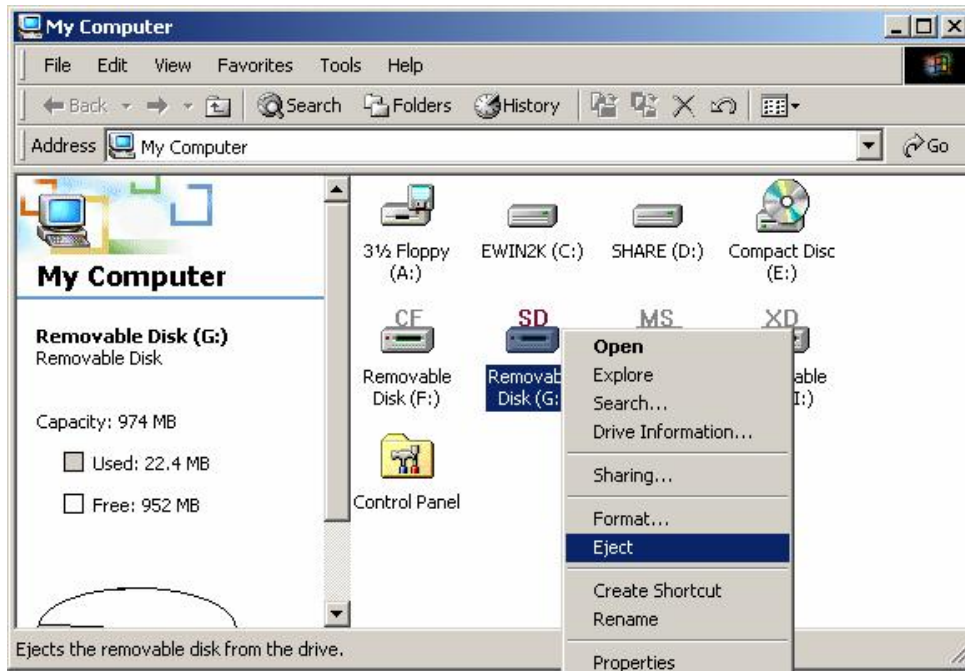 My Computer
File Edit View Favorites Tools Help
Back Search Folders History
Address My Computer Go
My Computer
Removable Disk (G:)
Removable Disk
Capacity: 974 MB
Used: 22.4 MB
Free: 952 MB
3½ Floppy
(A:)
EWIN2K (C:)
SHARE (D:)
Compact Disc
(E:)
CF
Removable
Disk (F:)
SD
Removab
Disk (G:
MS
XD
able
I:)
Control Panel
Open
Explore
Search...
Drive Information...
Sharing...
Format...
Eject
Create Shortcut
Rename
Properties
Ejects the removable disk from the drive.